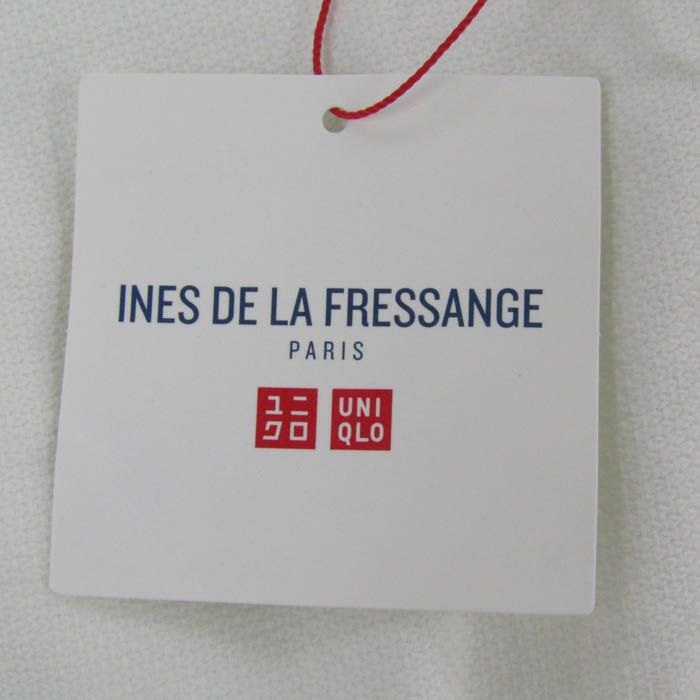 INES DE LA FRESSANGE
PARIS
ユニ
クロ
UNI
QLO